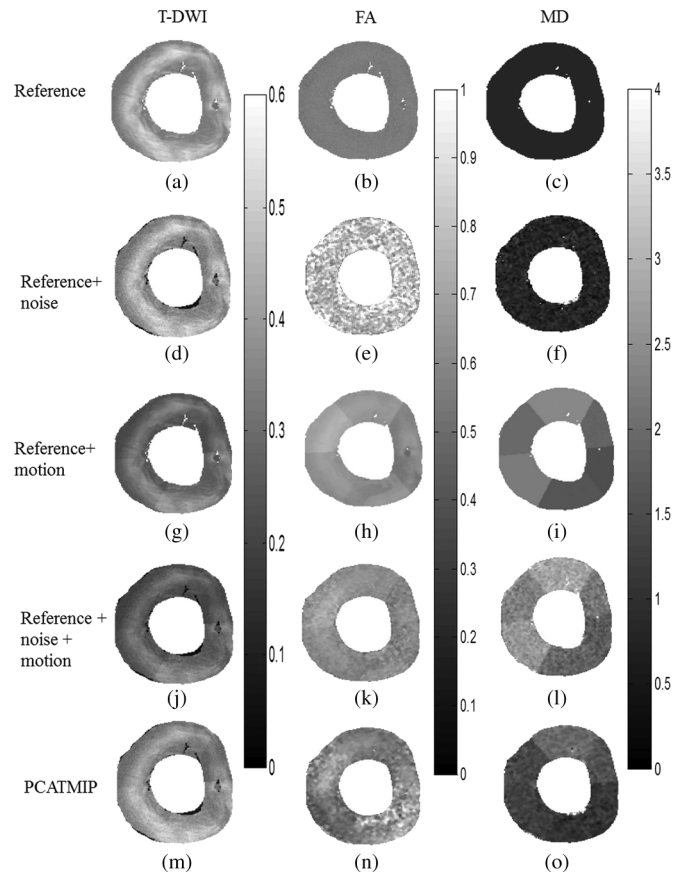 T-DWI FA MD
Reference
(a) (b) (c)
Reference+
noise
(d) (e) (f)
Reference+
motion
(g) (h) (i)
Reference +
noise +
motion
(j) (k) (l)
PCATMIP
(m) (n) (o)
0.6
0.5
0.4
0.3
0.2
0.1
0
1
0.9
0.8
0.7
0.6
0.5
0.4
0.3
0.2
0.1
0
4
3.5
3
2.5
2
1.5
1
0.5
0